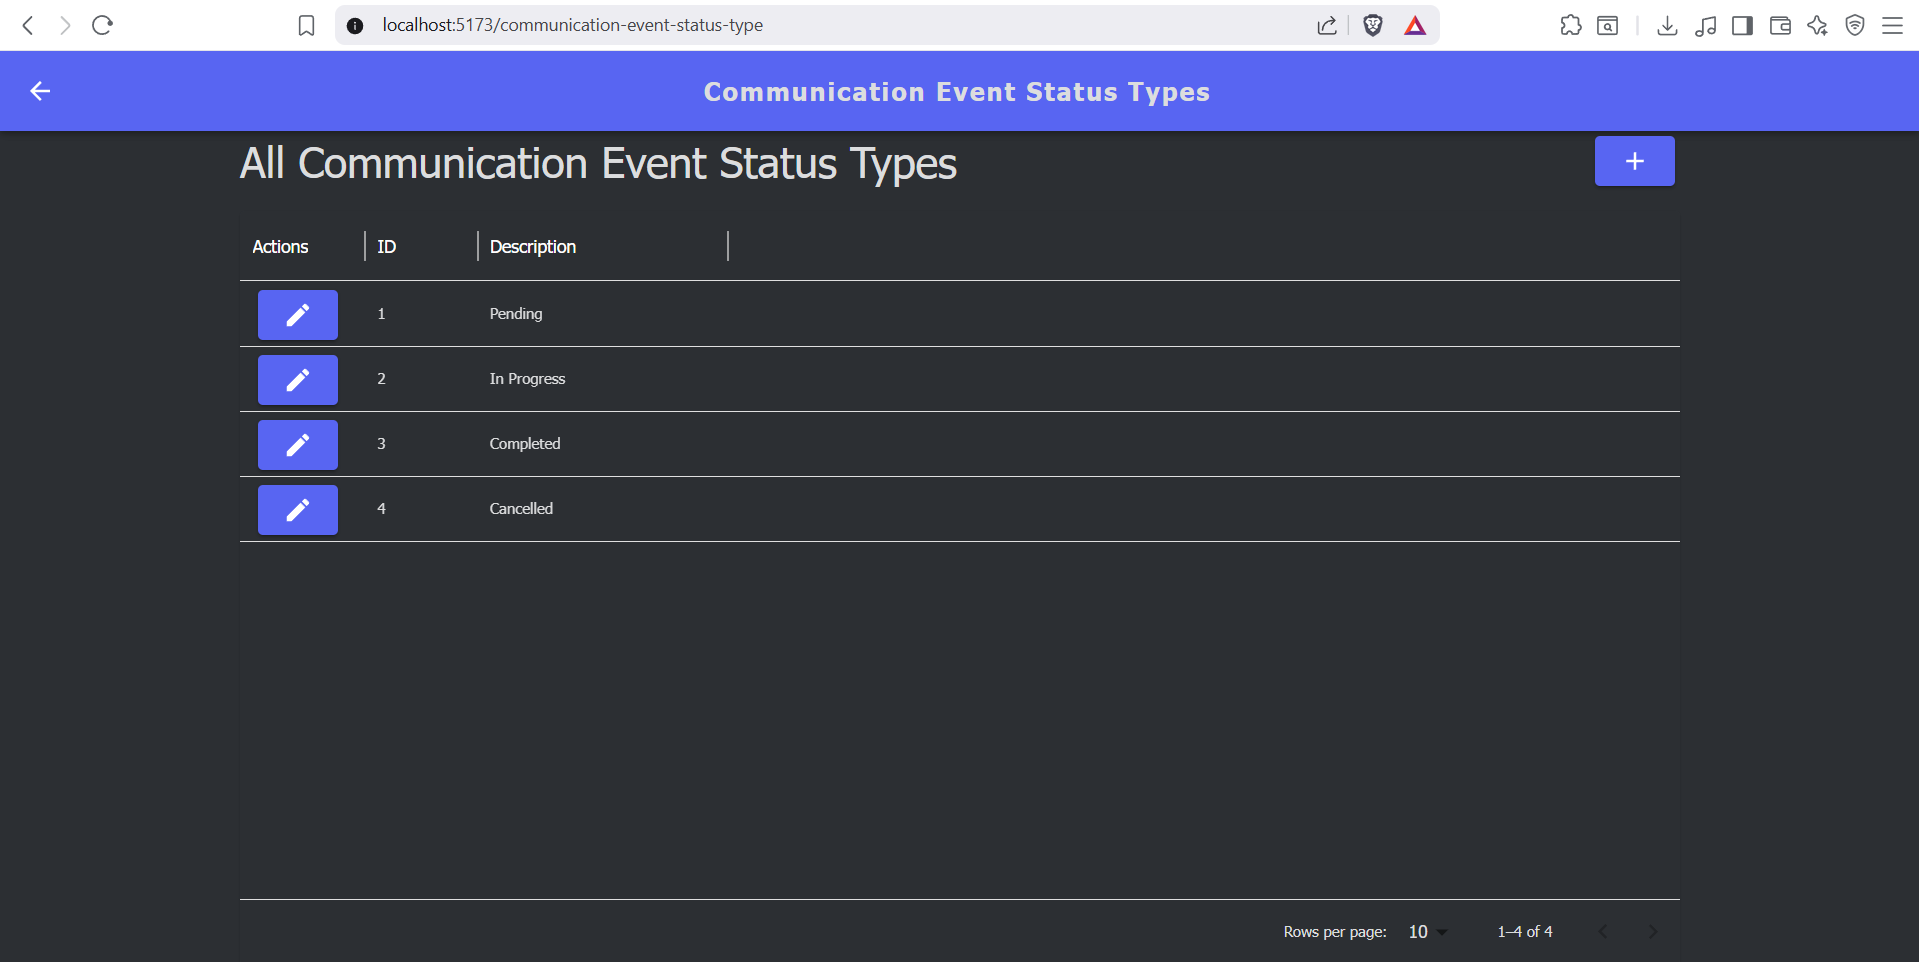 localhost:5173/communication-event-status-type
Communication Event Status Types
All Communication Event Status Types
Actions ID Description
1 Pending
2 In Progress
3 Completed
4 Cancelled
Rows per page: 10 1–4 of 4